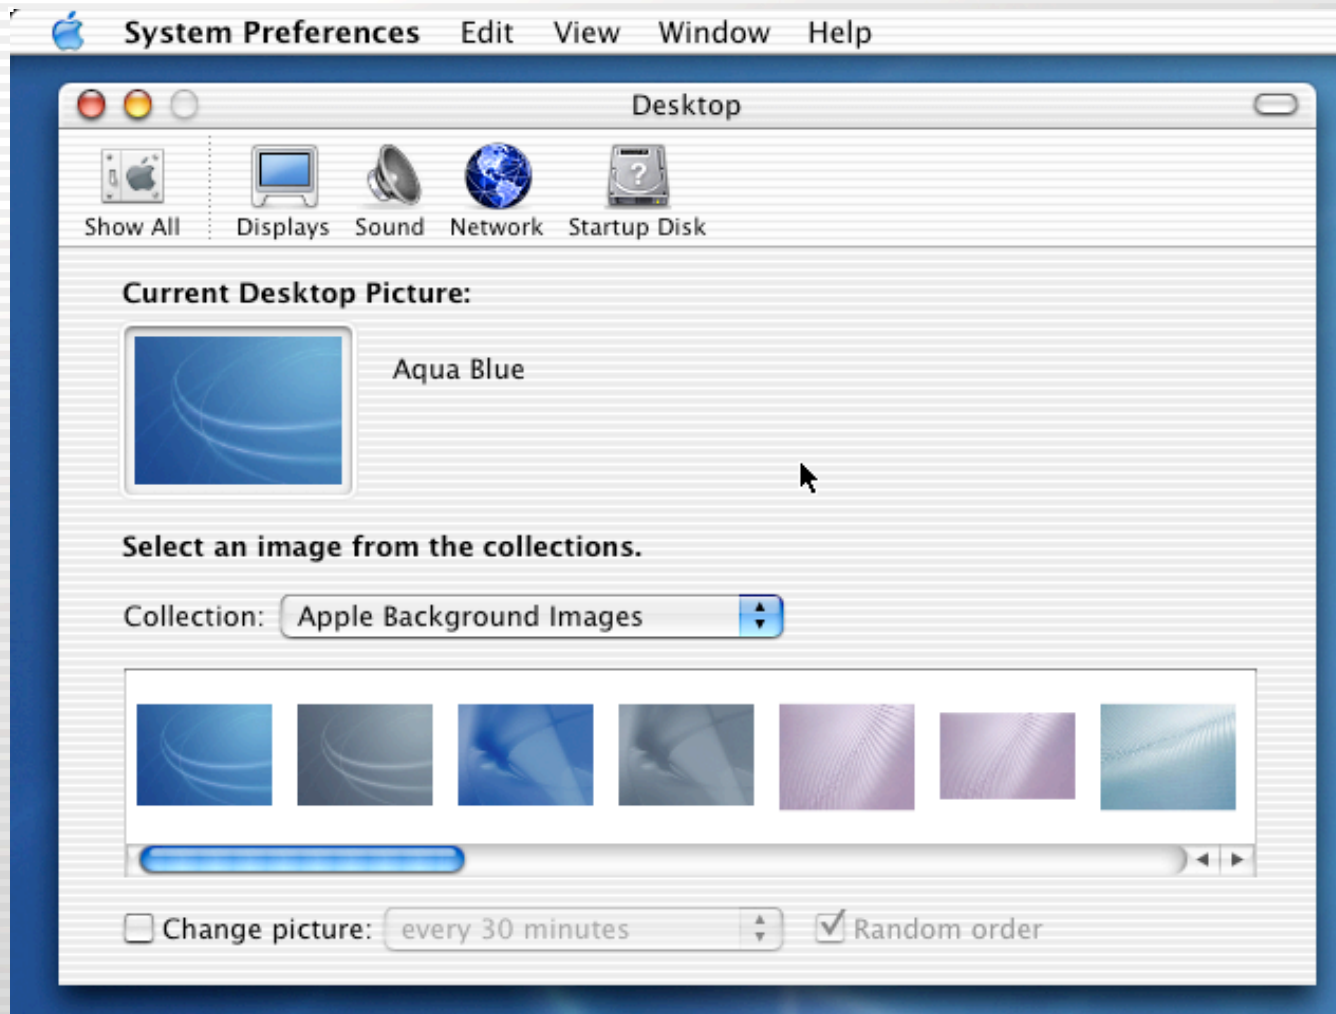 System Preferences Edit View Window Help
Desktop
Show All Displays Sound Network Startup Disk
Current Desktop Picture:
Aqua Blue
Select an image from the collections.
Collection: Apple Background Images
Change picture: every 30 minutes Random order